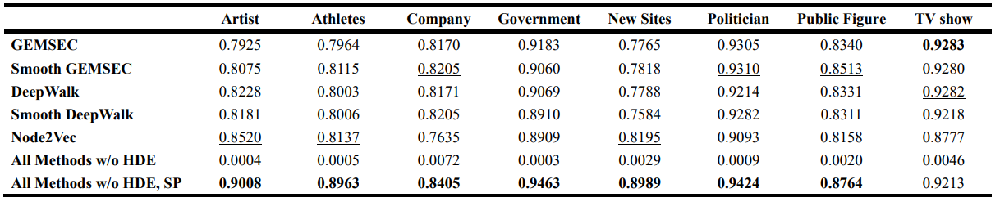 Artist Athletes Company Government New Sites Politician Public Figure TV show
GEMSEC 0.7925 0.7964 0.8170 0.9183 0.7765 0.9305 0.8340 0.9283
Smooth GEMSEC 0.8075 0.8115 0.8205 0.9060 0.7818 0.9310 0.8513 0.9280
DeepWalk 0.8228 0.8003 0.8171 0.9069 0.7788 0.9214 0.8331 0.9282
Smooth DeepWalk 0.8181 0.8006 0.8205 0.8910 0.7584 0.9282 0.8311 0.9218
Node2Vec 0.8520 0.8137 0.7635 0.8909 0.8195 0.9093 0.8158 0.8777
All Methods w/o HDE 0.0004 0.0005 0.0072 0.0003 0.0029 0.0009 0.0020 0.0046
All Methods w/o HDE, SP 0.9008 0.8963 0.8405 0.9463 0.8989 0.9424 0.8764 0.9213